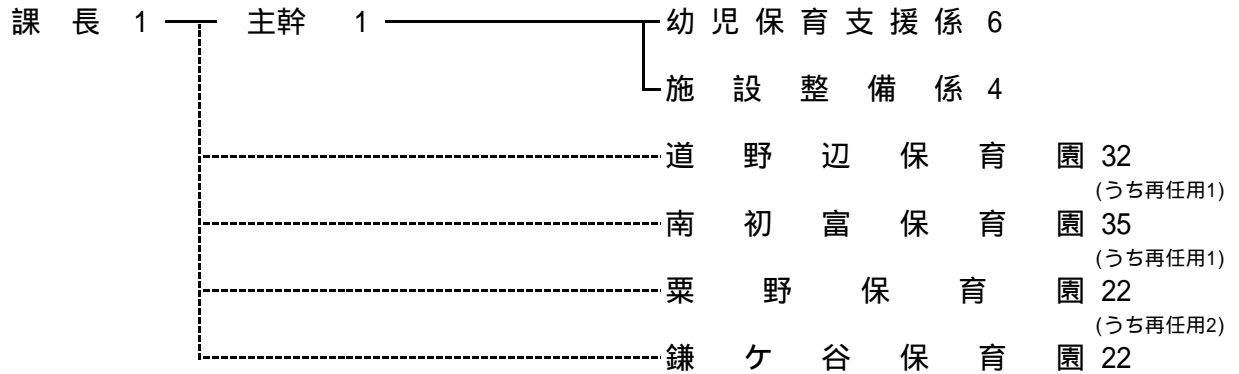 課長 1 主幹 1 幼児保育支援係 6
施設整備係 4
道野辺保育園 32
(うち再任用1)
南初富保育園 35
(うち再任用1)
粟野保育園 22
(うち再任用2)
鎌ケ谷保育園 22